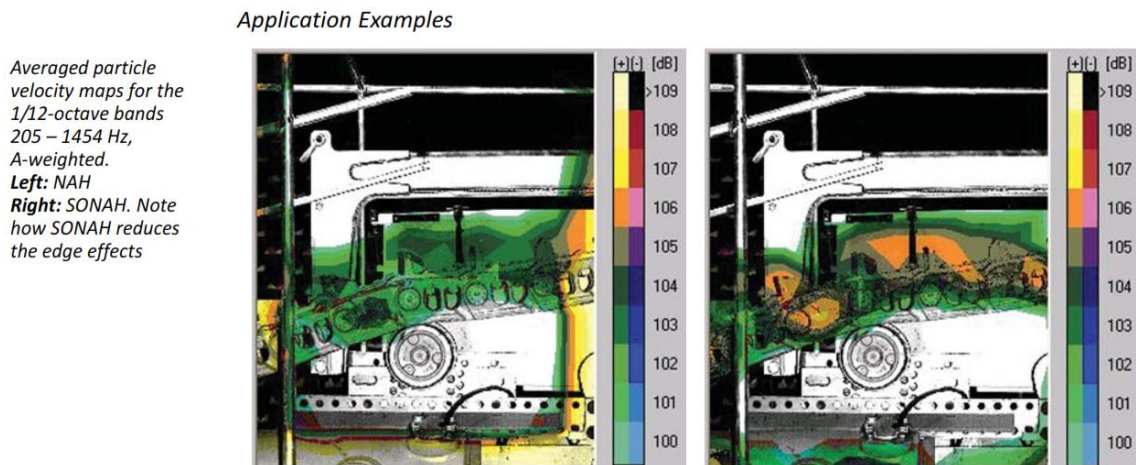 Application Examples
Averaged particle
velocity maps for the
1/12-octave bands
205 – 1454 Hz,
A-weighted.
Left: NAH
Right: SONAH. Note
how SONAH reduces
the edge effects
(+)(-) [dB]
>109
108
107
106
105
104
103
102
101
100
(+)(-) [dB]
>109
108
107
106
105
104
103
102
101
100